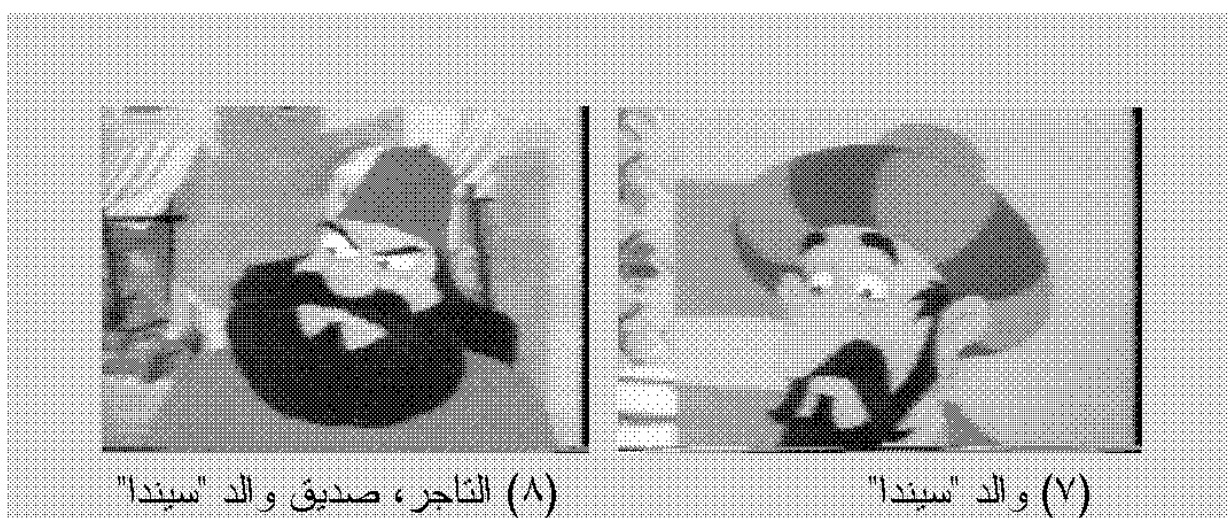 (٧) والد "سيندا"
(٨) التاجر، صديق والد "سيندا"